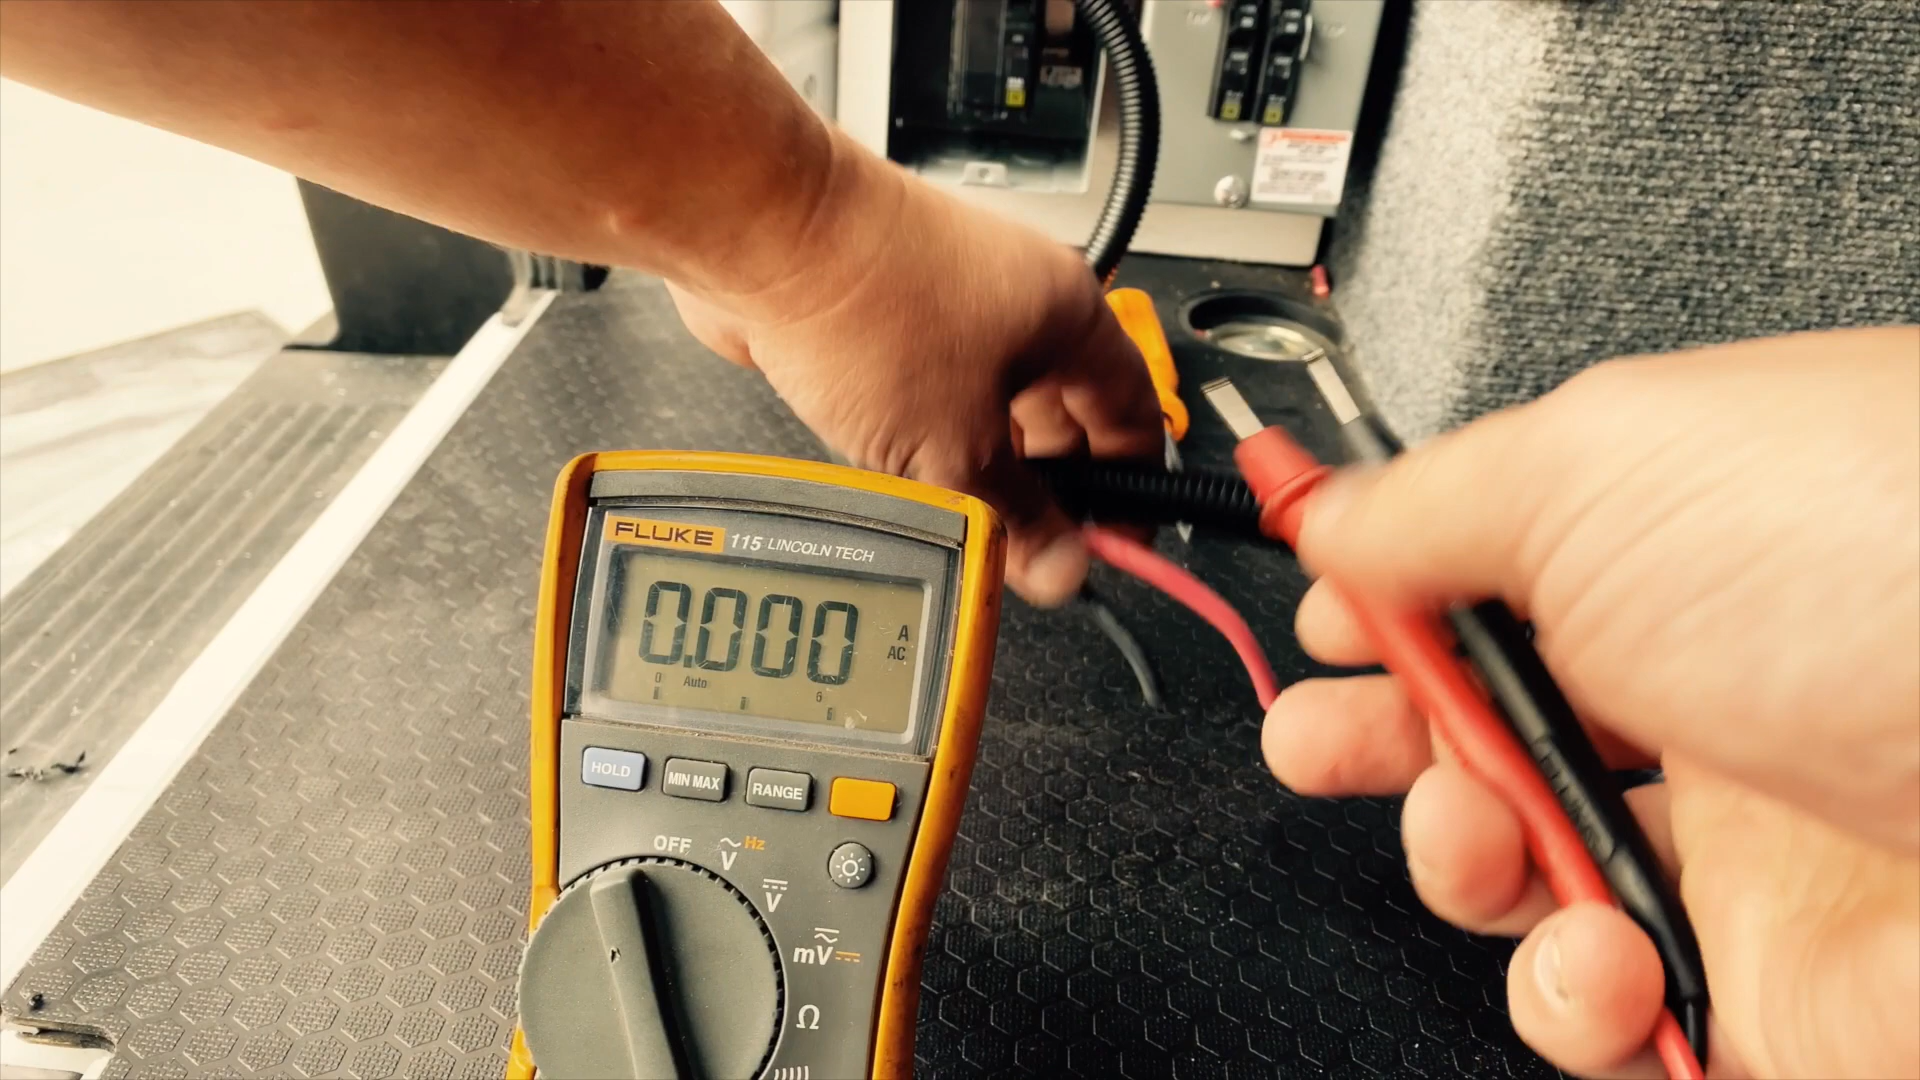 FLUKE 115 LINCOLN TECH
0.000 A
AC
0 Auto 6
HOLD MIN MAX RANGE
OFF V Hz
V
mV
Ω